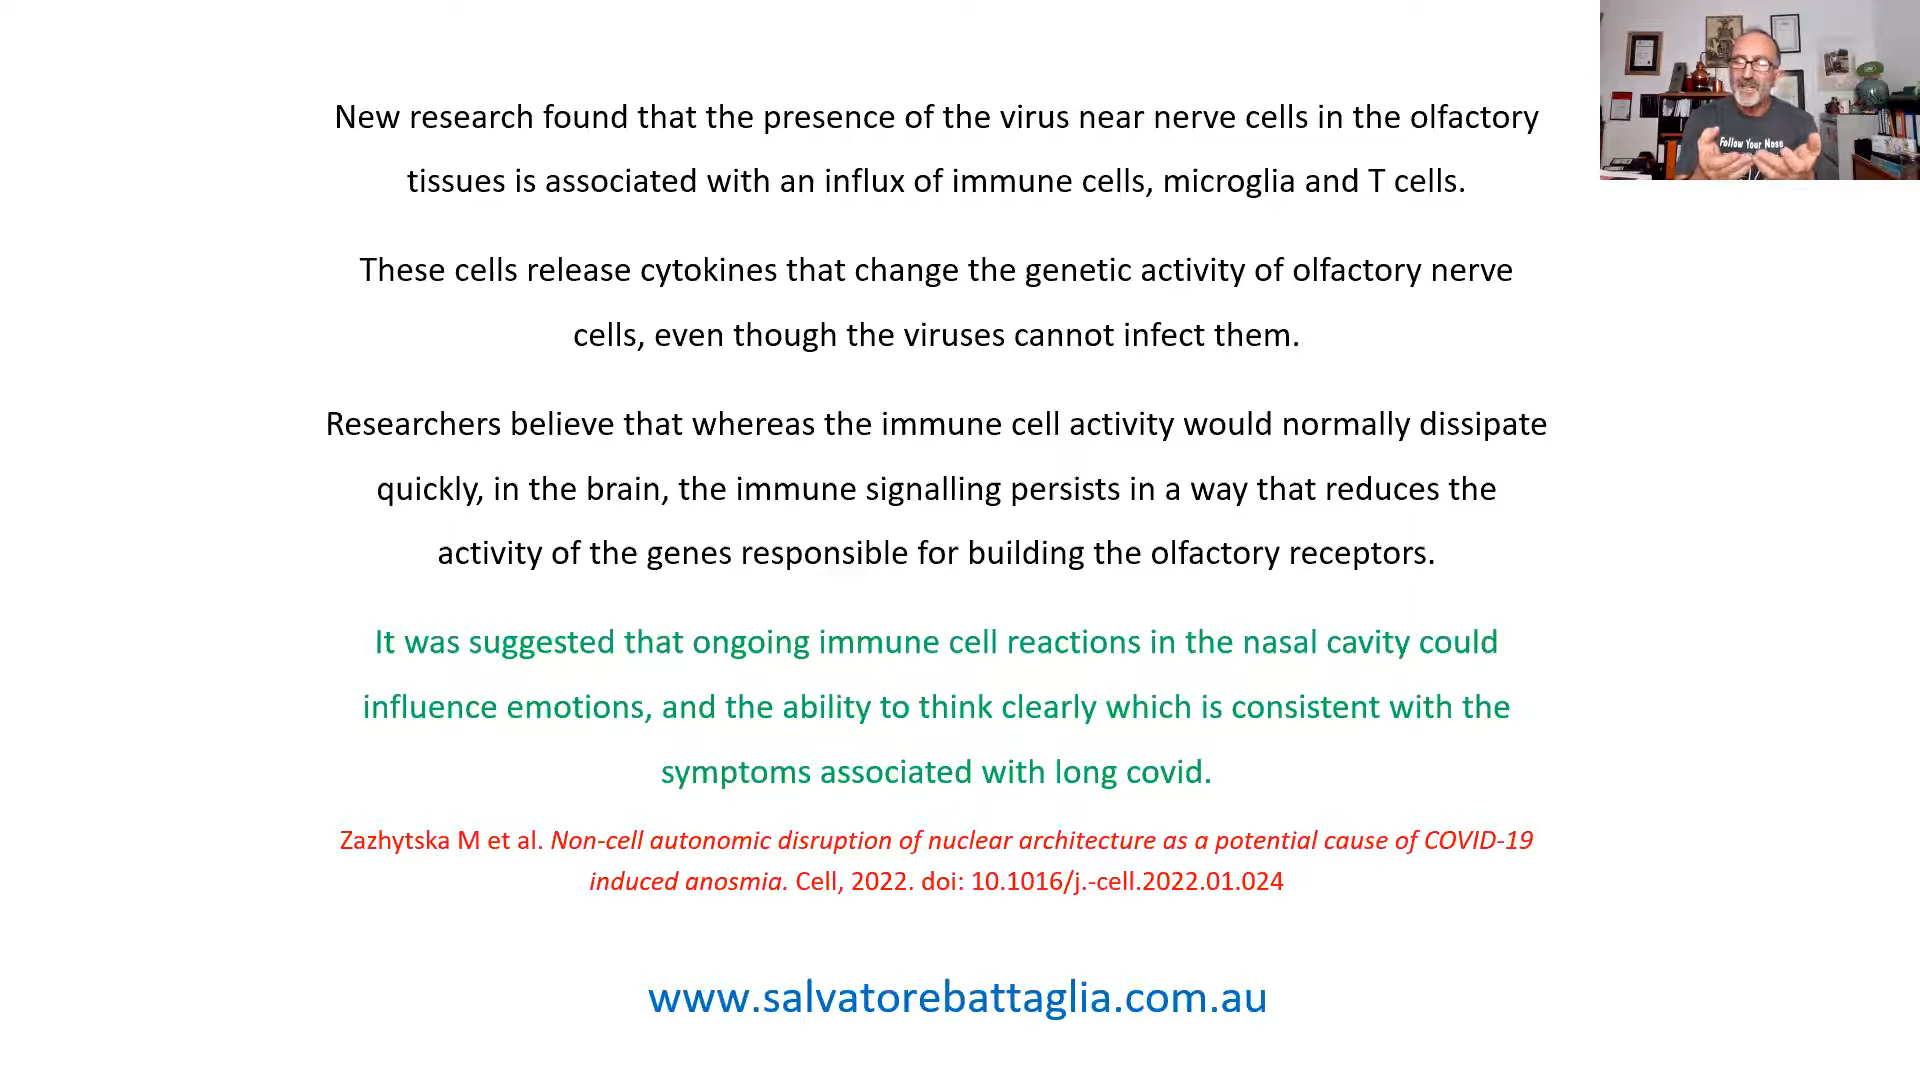 New research found that the presence of the virus near nerve cells in the olfactory
tissues is associated with an influx of immune cells, microglia and T cells.
These cells release cytokines that change the genetic activity of olfactory nerve
cells, even though the viruses cannot infect them.
Researchers believe that whereas the immune cell activity would normally dissipate
quickly, in the brain, the immune signalling persists in a way that reduces the
activity of the genes responsible for building the olfactory receptors.
It was suggested that ongoing immune cell reactions in the nasal cavity could
influence emotions, and the ability to think clearly which is consistent with the
symptoms associated with long covid.
Zazhytska M et al. Non-cell autonomic disruption of nuclear architecture as a potential cause of COVID-19
induced anosmia. Cell, 2022. doi: 10.1016/j.-cell.2022.01.024
www.salvatorebattaglia.com.au
Follow Your Nose